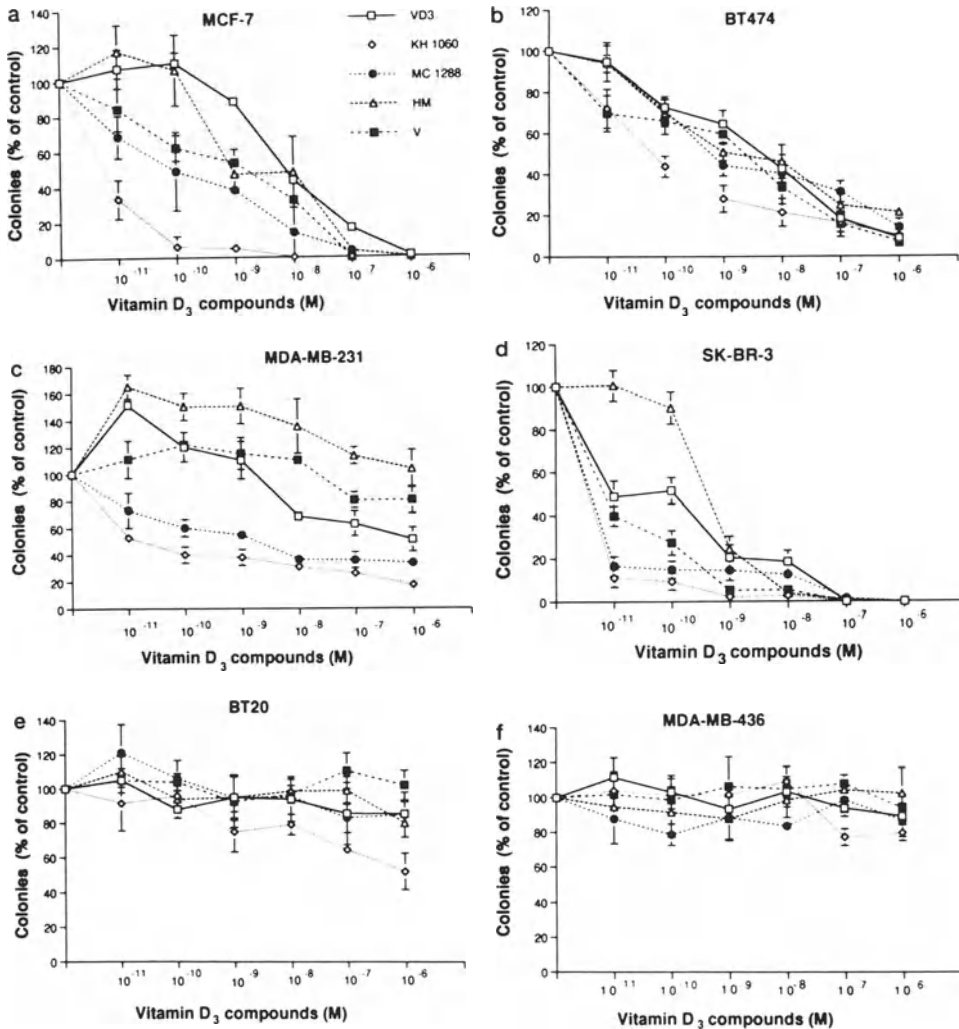 a
MCF-7
Colonies (% of control)
140
120
100
80
60
40
20
0
10⁻¹¹
10⁻¹⁰
10⁻⁹
10⁻⁸
10⁻⁷
10⁻⁶
Vitamin D₃ compounds (M)
VD3
KH 1060
MC 1288
HM
V
b
BT474
Colonies (% of control)
120
100
80
60
40
20
0
10⁻¹¹
10⁻¹⁰
10⁻⁹
10⁻⁸
10⁻⁷
10⁻⁶
Vitamin D₃ compounds (M)
c
MDA-MB-231
Colonies (% of control)
180
160
140
120
100
80
60
40
20
0
10⁻¹¹
10⁻¹⁰
10⁻⁹
10⁻⁸
10⁻⁷
10⁻⁶
Vitamin D₃ compounds (M)
d
SK-BR-3
Colonies (% of control)
120
100
80
60
40
20
0
10⁻¹¹
10⁻¹⁰
10⁻⁹
10⁻⁸
10⁻⁷
10⁻⁶
Vitamin D₃ compounds (M)
e
BT20
Colonies (% of control)
140
120
100
80
60
40
20
0
10⁻¹¹
10⁻¹⁰
10⁻⁹
10⁻⁸
10⁻⁷
10⁻⁶
Vitamin D₃ compounds (M)
f
MDA-MB-436
Colonies (% of control)
140
120
100
80
60
40
20
0
10⁻¹¹
10⁻¹⁰
10⁻⁹
10⁻⁸
10⁻⁷
10⁻⁶
Vitamin D₃ compounds (M)